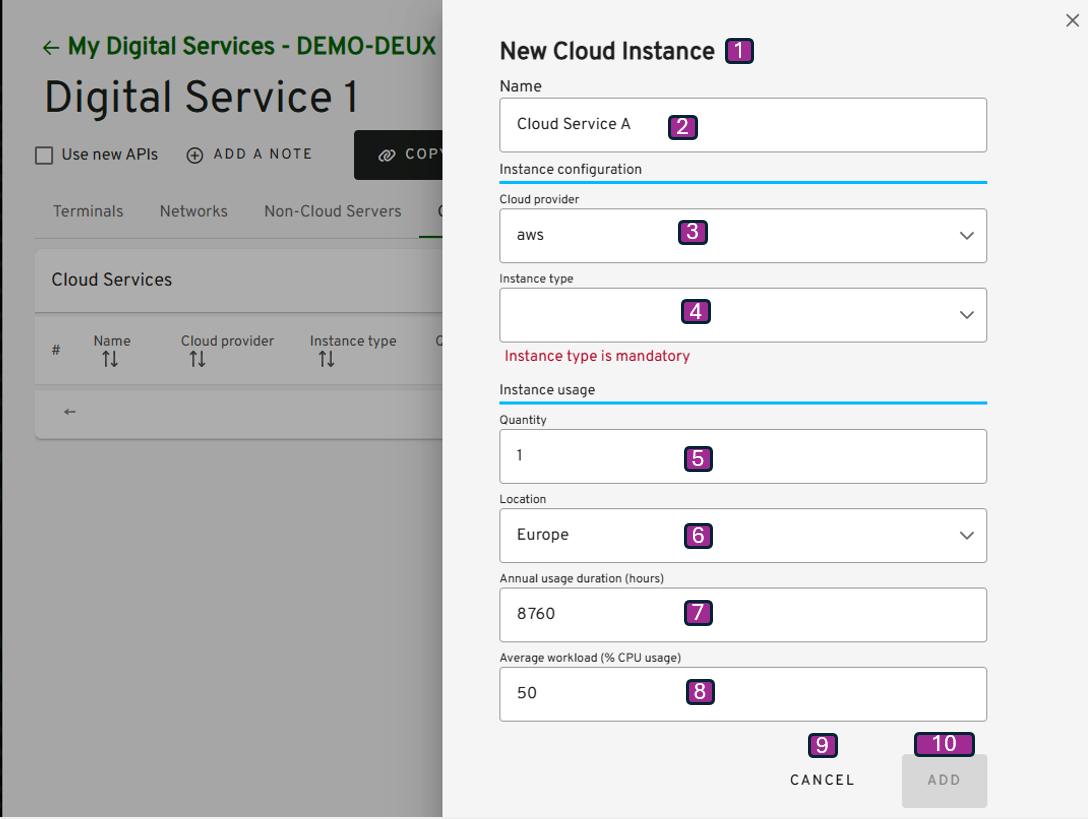 ← My Digital Services - DEMO-DEUX
Digital Service 1
Use new APIs
ADD A NOTE
Terminals Networks Non-Cloud Servers
Cloud Services
# Name Cloud provider Instance type
New Cloud Instance 1
Name
Cloud Service A 2
Instance configuration
Cloud provider
aws 3
Instance type
4
Instance type is mandatory
Instance usage
Quantity
1 5
Location
Europe 6
Annual usage duration (hours)
8760 7
Average workload (% CPU usage)
50 8
9 10
CANCEL ADD